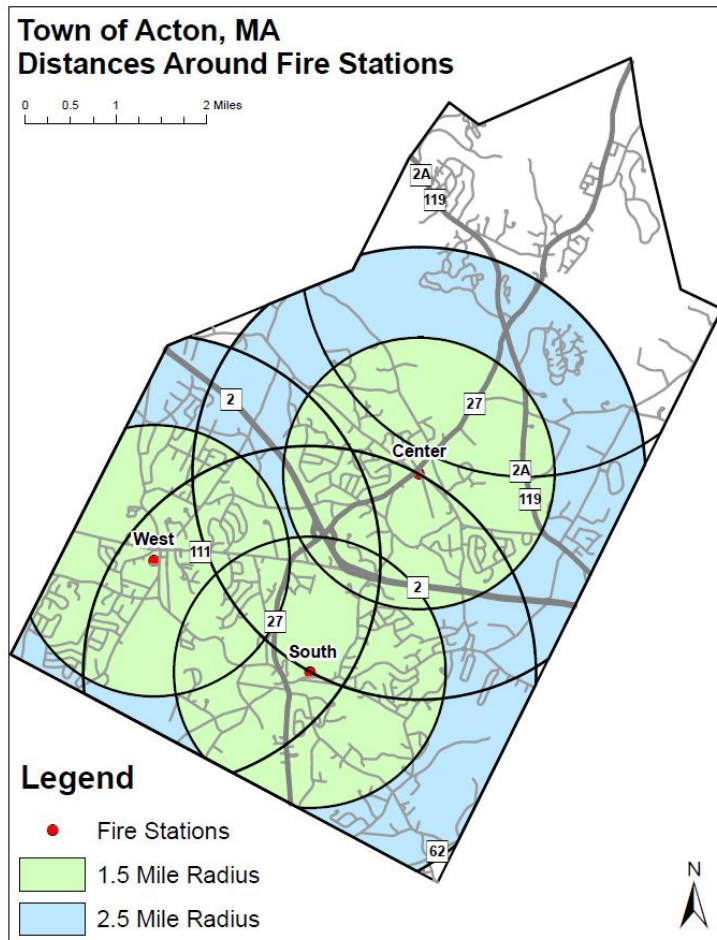 Town of Acton, MA
Distances Around Fire Stations
0 0.5 1 2 Miles
2A
119
27
2
Center
2A
119
West
111
2
27
South
Legend
Fire Stations
62
1.5 Mile Radius
N
2.5 Mile Radius